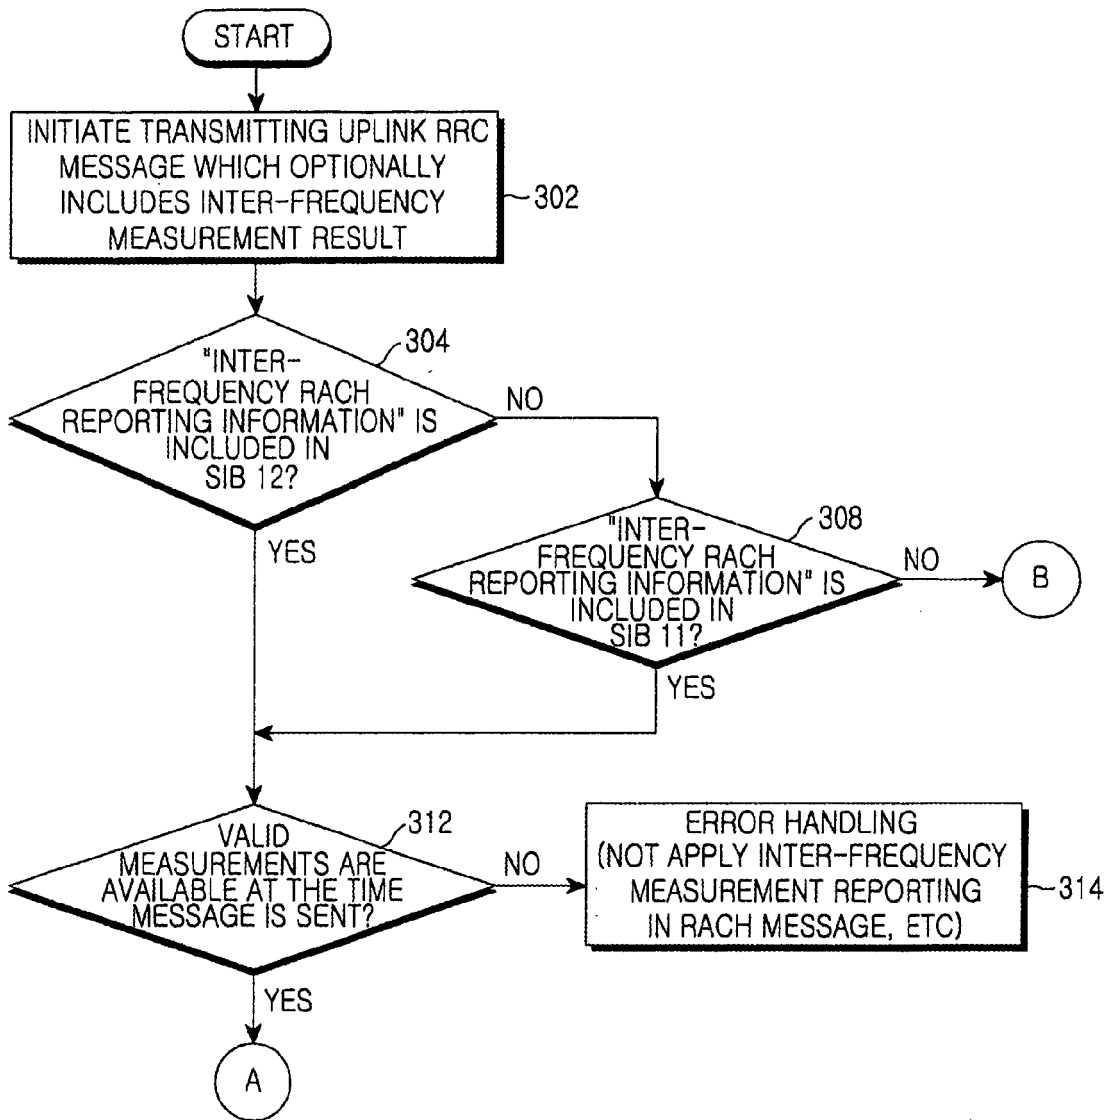 START
INITIATE TRANSMITTING UPLINK RRC
MESSAGE WHICH OPTIONALLY
INCLUDES INTER-FREQUENCY
MEASUREMENT RESULT
302
304
"INTER-
FREQUENCY RACH
REPORTING INFORMATION" IS
INCLUDED IN
SIB 12?
NO
YES
308
"INTER-
FREQUENCY RACH
REPORTING INFORMATION" IS
INCLUDED IN
SIB 11?
NO
B
YES
312
VALID
MEASUREMENTS ARE
AVAILABLE AT THE TIME
MESSAGE IS SENT?
NO
ERROR HANDLING
(NOT APPLY INTER-FREQUENCY
MEASUREMENT REPORTING
IN RACH MESSAGE, ETC)
314
YES
A